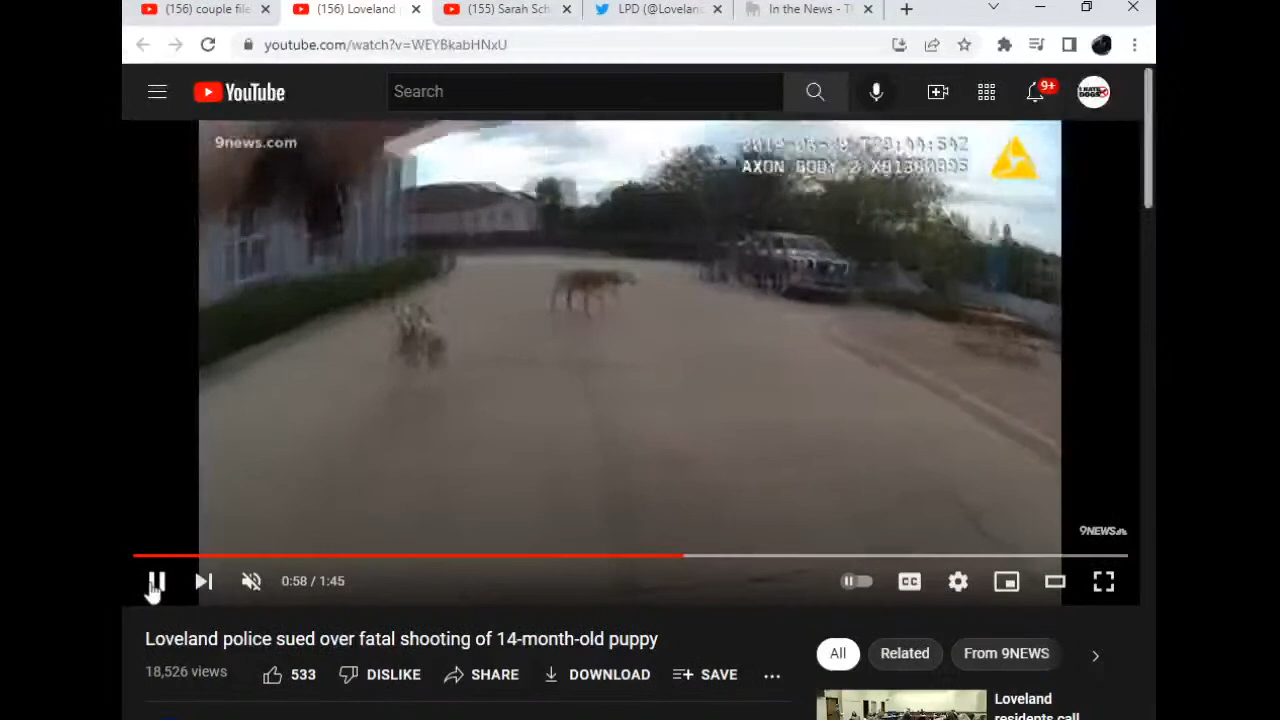 (156) couple file
(156) Loveland
(155) Sarah Sch
LPD (@Lovelan
In the News - T
youtube.com/watch?v=WEYBkabHNxU
YouTube
Search
9+
9news.com
AXON BODY 2
9NEWS
0:58 / 1:45
CC
Loveland police sued over fatal shooting of 14-month-old puppy
18,526 views
533
DISLIKE
SHARE
DOWNLOAD
SAVE
All
Related
From 9NEWS
Loveland
residents call